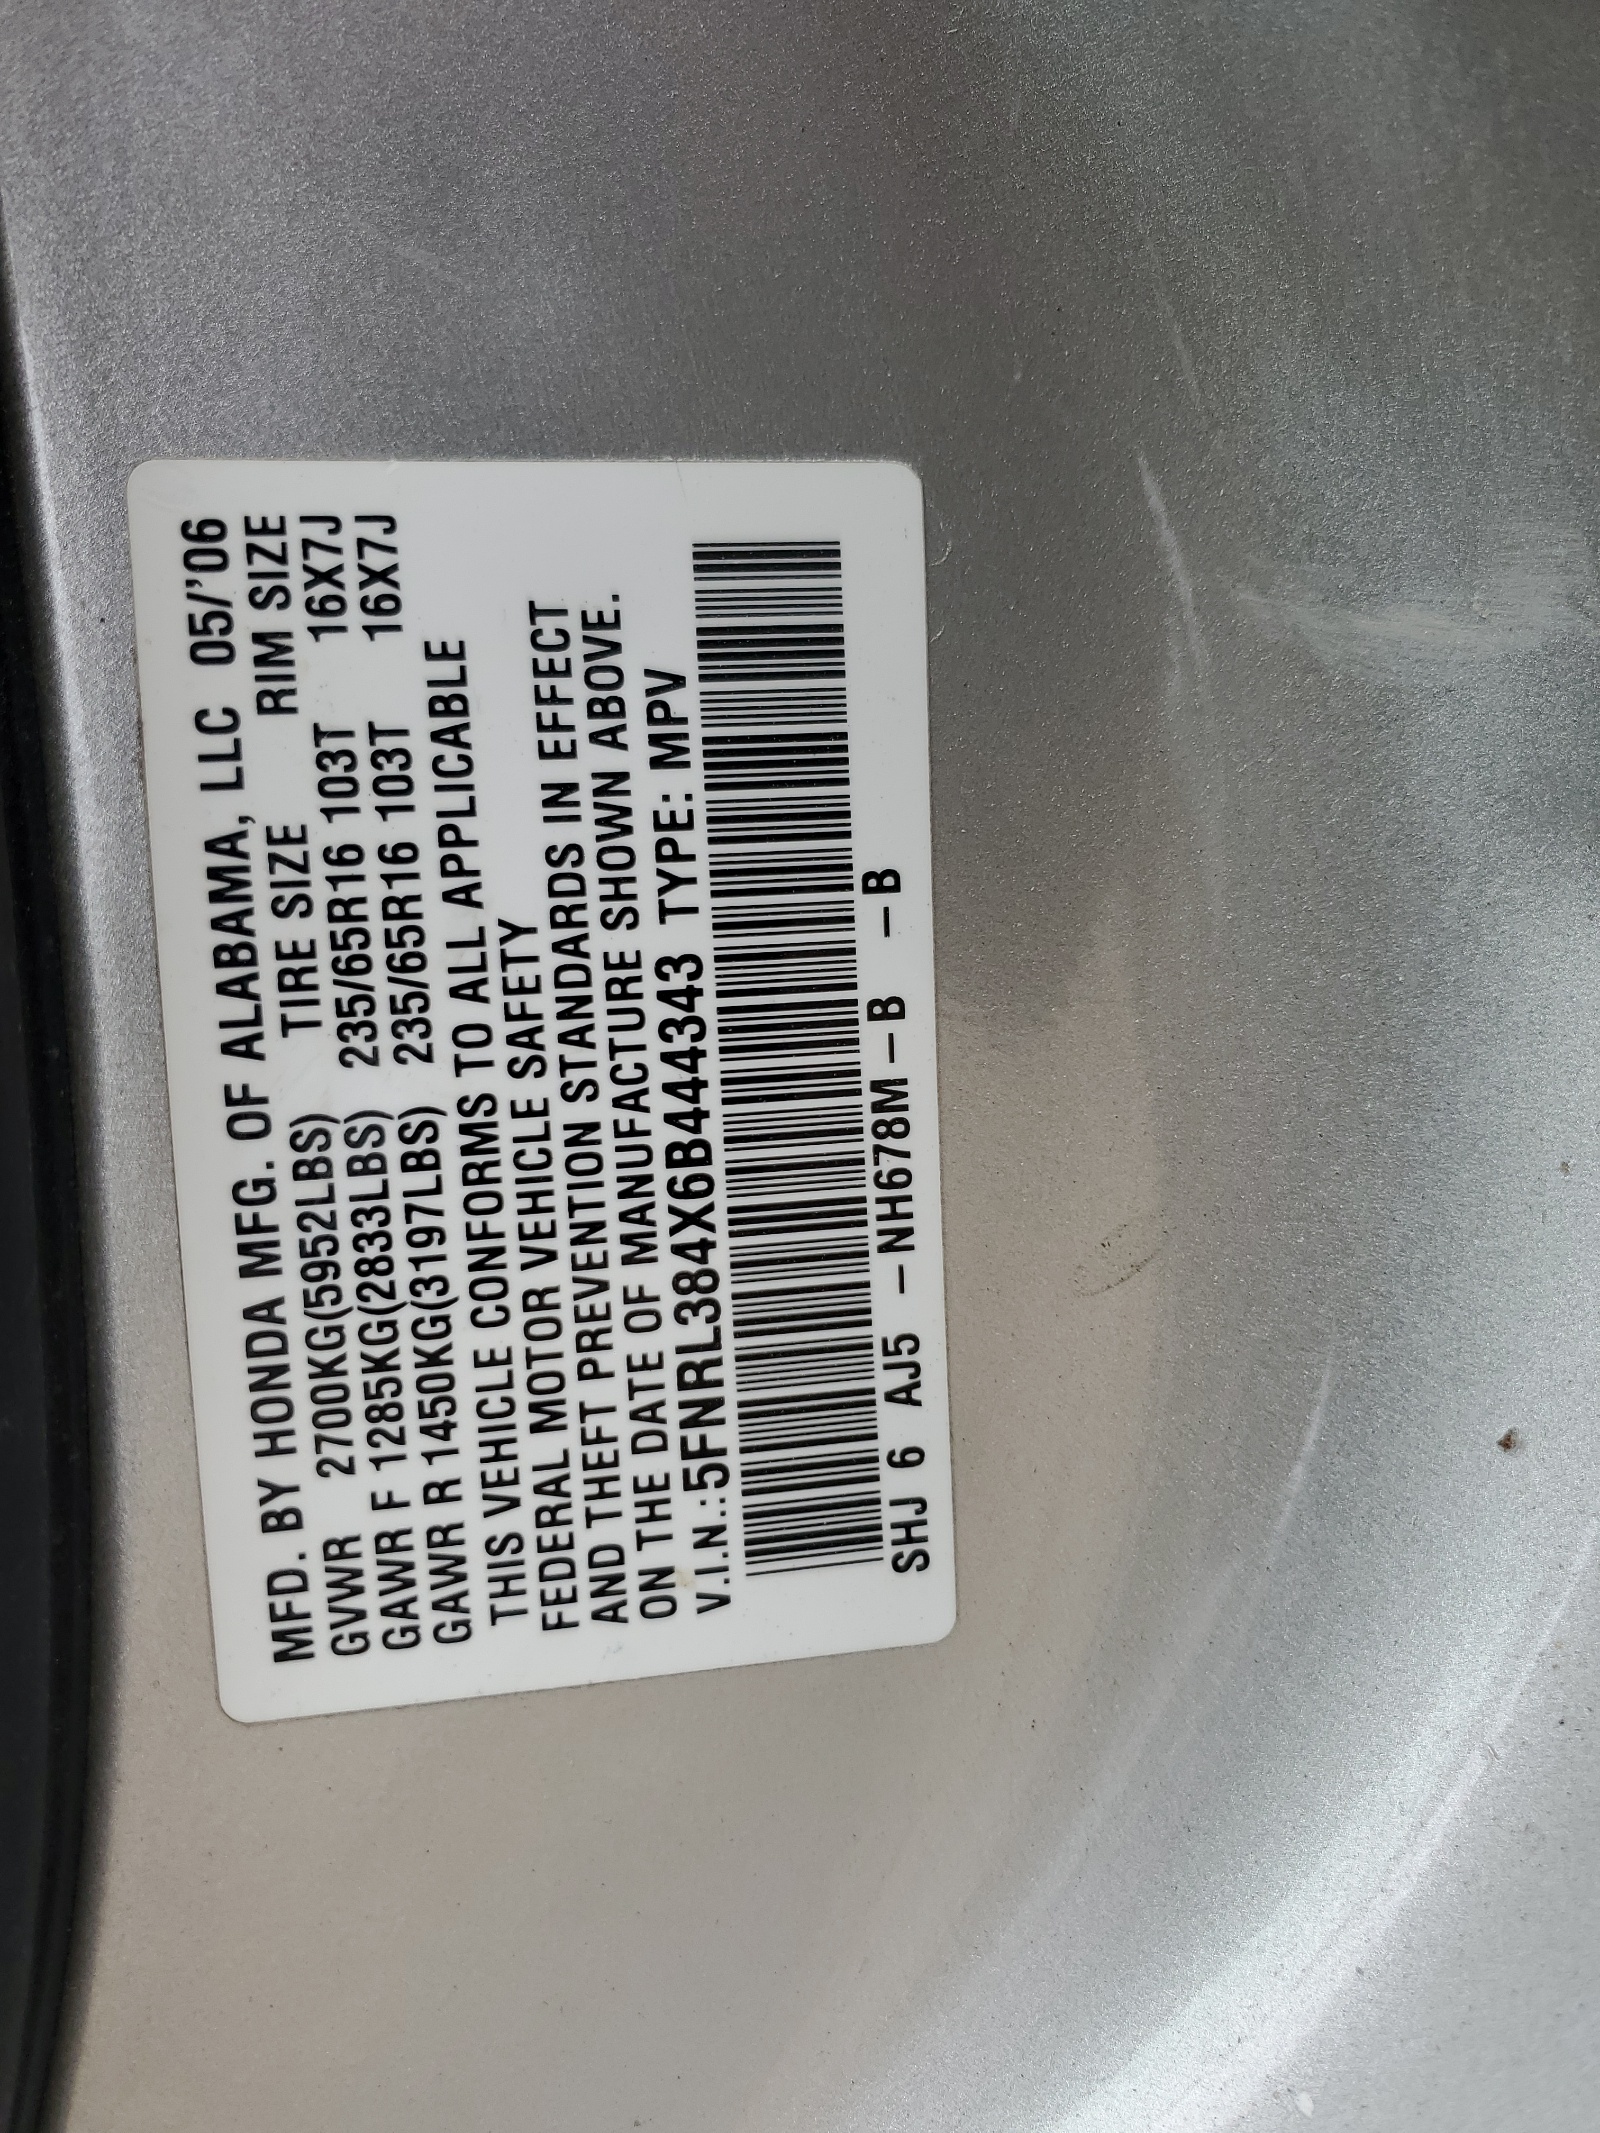 MFD. BY HONDA MFG. OF ALABAMA, LLC 05/'06
TIRE SIZE RIM SIZE
GVWR 2700KG(5952LBS)
GAWR F 1285KG(2833LBS) 235/65R16 103T 16X7J
GAWR R 1450KG(3197LBS) 235/65R16 103T 16X7J
THIS VEHICLE CONFORMS TO ALL APPLICABLE
FEDERAL MOTOR VEHICLE SAFETY
AND THEFT PREVENTION STANDARDS IN EFFECT
ON THE DATE OF MANUFACTURE SHOWN ABOVE.
V.I.N.:5FNRL384X6B444343 TYPE: MPV
SHJ 6 AJ5 -NH678M-B -B